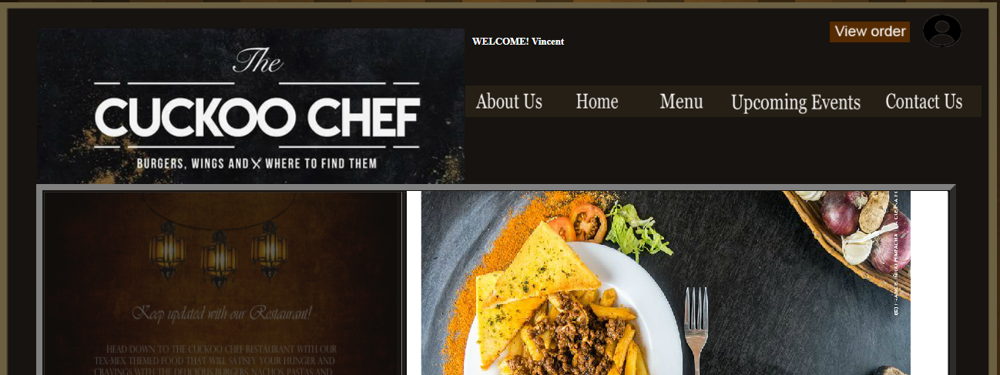 WELCOME! Vincent
View order
The
CUCKOO CHEF
BURGERS, WINGS AND WHERE TO FIND THEM
About Us
Home
Menu
Upcoming Events
Contact Us
Keep updated with our Restaurant!
HEAD DOWN TO THE CUCKOO CHEF RESTAURANT WITH OUR
TEX-MEX THEMED FOOD THAT WILL SATISFY YOUR HUNGER AND
CRAVINGS WITH THE DELICIOUS BURGERS, NACHOS, PASTAS AND